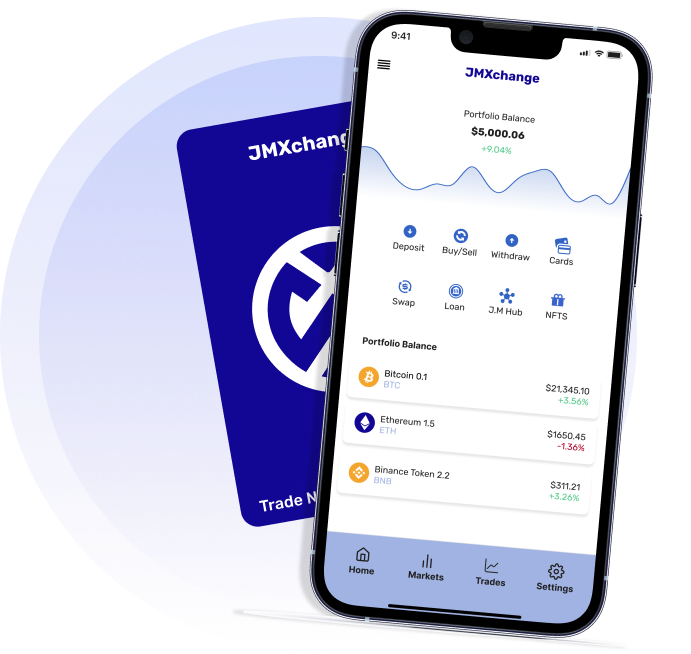 JMXchang
Trade N
9:41
JMXchange
Portfolio Balance
$5,000.06
+9.04%
Deposit
Buy/Sell
Withdraw
Cards
Swap
Loan
J.M Hub
NFTS
Portfolio Balance
Bitcoin 0.1
$21,345.10
BTC
+3.56%
Ethereum 1.5
$1650.45
ETH
-1.36%
Binance Token 2.2
$311.21
BNB
+3.26%
Home
Markets
Trades
Settings